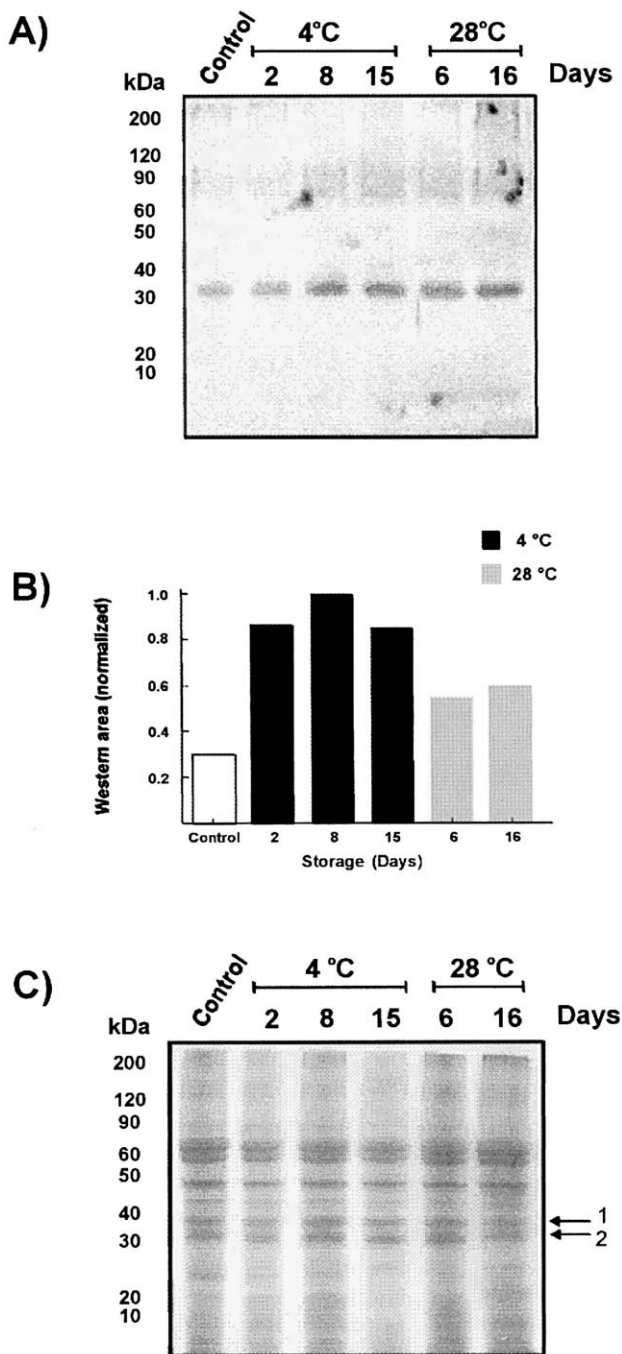 A)
Control 4°C 28°C
kDa 2 8 15 6 16 Days
200
120
90
60
50
40
30
20
10
4 °C
28 °C
B)
Western area (normalized)
1.0
0.8
0.6
0.4
0.2
Control 2 8 15 6 16
Storage (Days)
C)
Control 4 °C 28 °C
kDa 2 8 15 6 16 Days
200
120
90
60
50
40 1
30 2
20
10